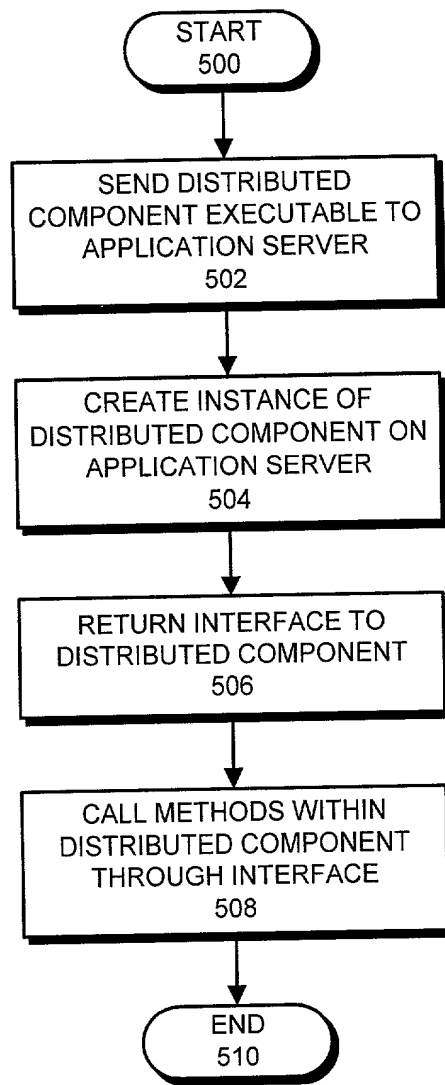 START
500
SEND DISTRIBUTED
COMPONENT EXECUTABLE TO
APPLICATION SERVER
502
CREATE INSTANCE OF
DISTRIBUTED COMPONENT ON
APPLICATION SERVER
504
RETURN INTERFACE TO
DISTRIBUTED COMPONENT
506
CALL METHODS WITHIN
DISTRIBUTED COMPONENT
THROUGH INTERFACE
508
END
510